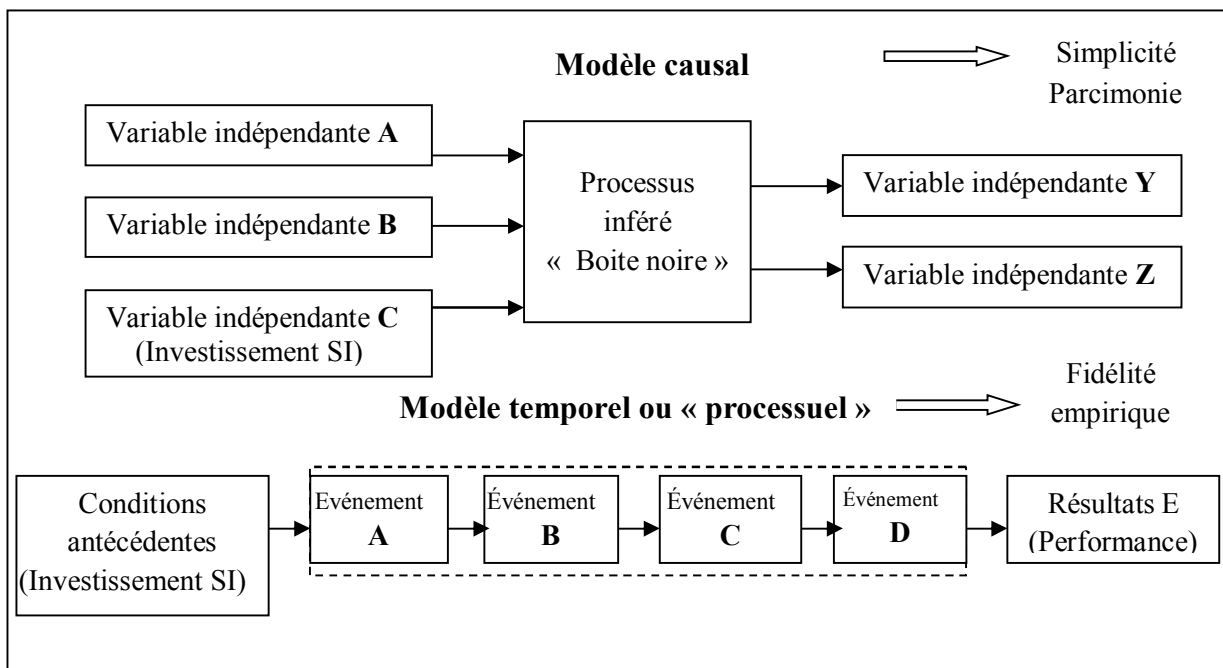 Modèle causal
Simplicité
Parcimonie
Variable indépendante A
Variable indépendante B
Variable indépendante C
(Investissement SI)
Processus
inféré
« Boite noire »
Variable indépendante Y
Variable indépendante Z
Modèle temporel ou « processuel »
Fidélité
empirique
Conditions
antécédentes
(Investissement SI)
Evénement
A
Événement
B
Événement
C
Événement
D
Résultats E
(Performance)